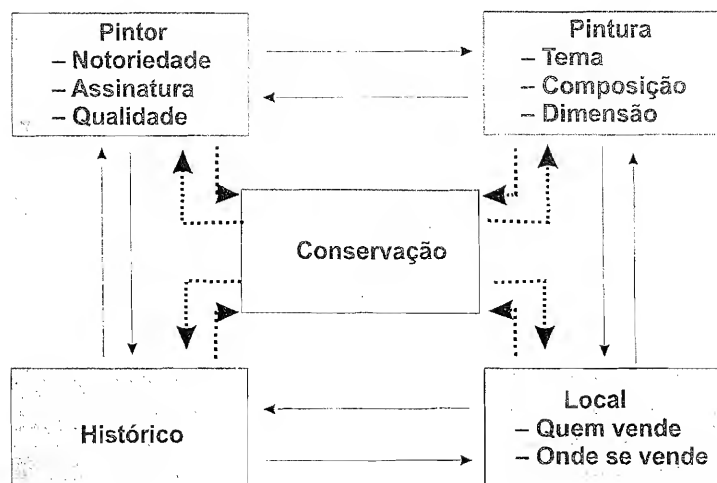 Pintor
– Notoriedade
– Assinatura
– Qualidade
Pintura
– Tema
– Composição
– Dimensão
Conservação
Histórico
Local
– Quem vende
– Onde se vende